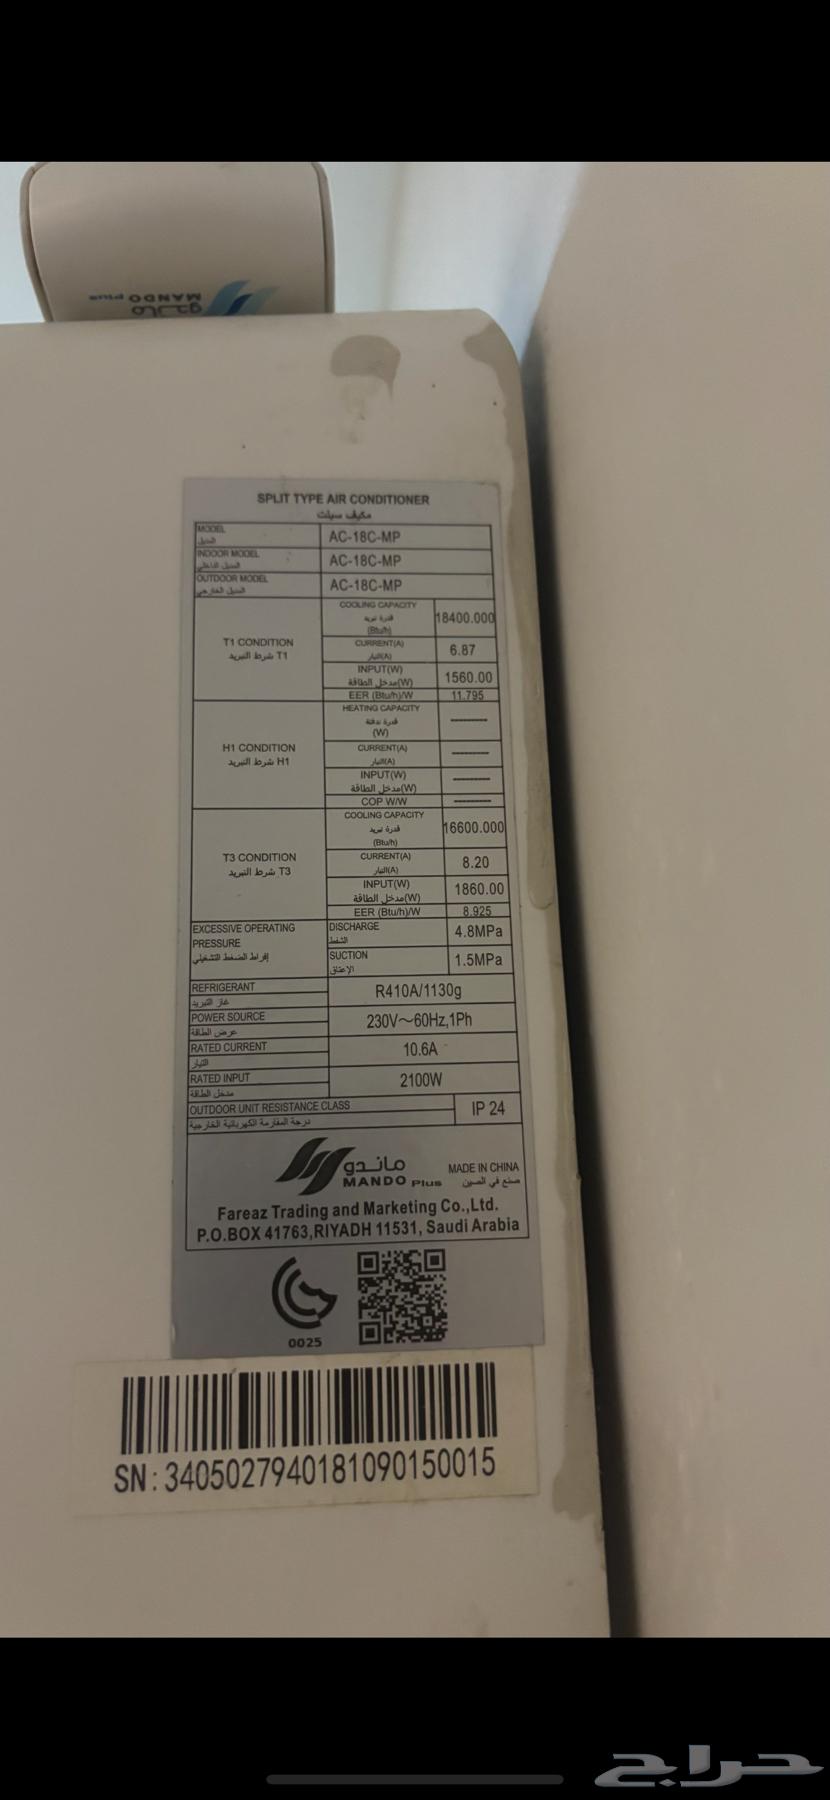 ماندو
MANDO Plus
SPLIT TYPE AIR CONDITIONER
مكيف سبلت
MODEL
الموديل
AC-18C-MP
INDOOR MODEL
الموديل الداخلي
AC-18C-MP
OUTDOOR MODEL
الموديل الخارجي
AC-18C-MP
T1 CONDITION
T1 شرط التبريد
COOLING CAPACITY
قدرة تبريد
(Btu/h)
18400.000
CURRENT(A)
التيار(A)
6.87
INPUT(W)
مدخل الطاقة(W)
1560.00
EER (Btu/h)/W
11.795
H1 CONDITION
H1 شرط التبريد
HEATING CAPACITY
قدرة تدفئة
(W)
---------
CURRENT(A)
التيار(A)
---------
INPUT(W)
مدخل الطاقة(W)
---------
COP W/W
---------
T3 CONDITION
T3 شرط التبريد
COOLING CAPACITY
قدرة تبريد
(Btu/h)
16600.000
CURRENT(A)
التيار(A)
8.20
INPUT(W)
مدخل الطاقة(W)
1860.00
EER (Btu/h)/W
8.925
EXCESSIVE OPERATING
PRESSURE
إفراط الضغط التشغيلي
DISCHARGE
4.8MPa
SUCTION
1.5MPa
REFRIGERANT
غاز التبريد
R410A/1130g
POWER SOURCE
عرض الطاقة
230V～60Hz,1Ph
RATED CURRENT
التيار
10.6A
RATED INPUT
مدخل الطاقة
2100W
OUTDOOR UNIT RESISTANCE CLASS
درجة المقاومة الكهربائية الخارجية
IP 24
ماندو
MANDO Plus
MADE IN CHINA
صنع في الصين
Fareaz Trading and Marketing Co.,Ltd.
P.O.BOX 41763,RIYADH 11531, Saudi Arabia
0025
SN: 3405027940181090150015
حراج